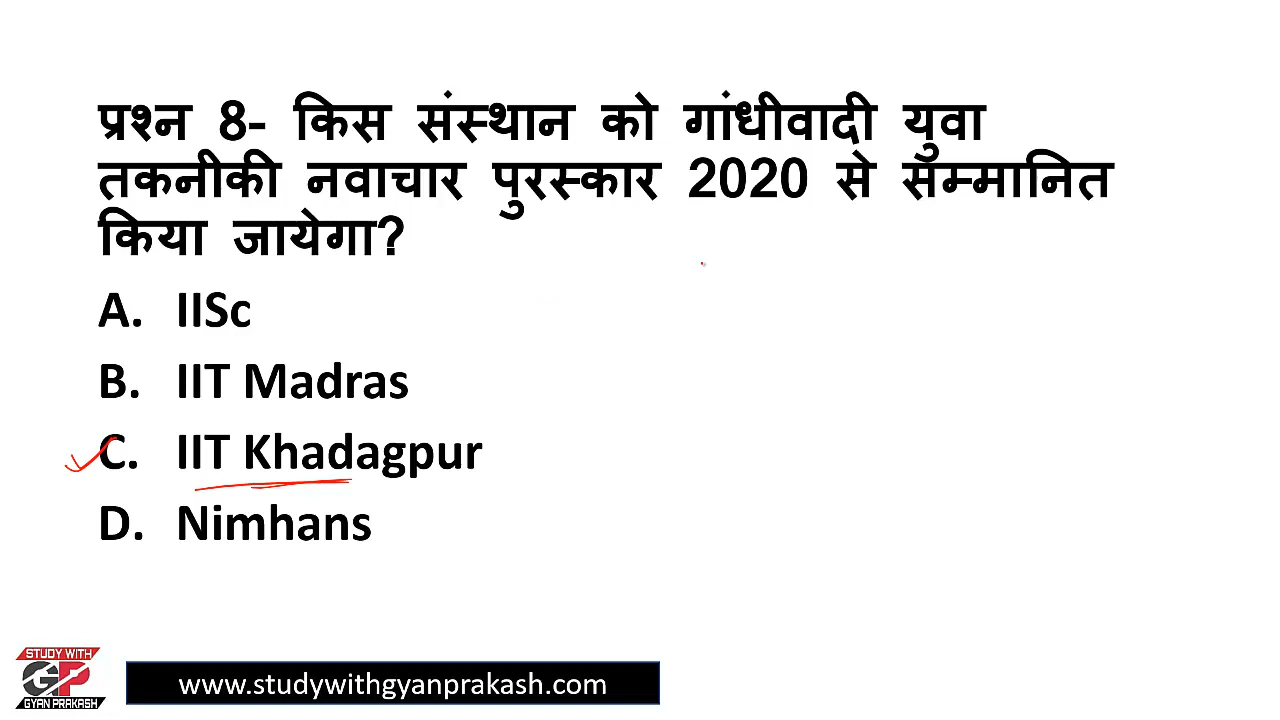 प्रश्न 8- किस संस्थान को गांधीवादी युवा
तकनीकी नवाचार पुरस्कार 2020 से सम्मानित
किया जायेगा?
A. IISc
B. IIT Madras
C. IIT Khadagpur
D. Nimhans
STUDY WITH
GP
GYAN PRAKASH
www.studywithgyanprakash.com